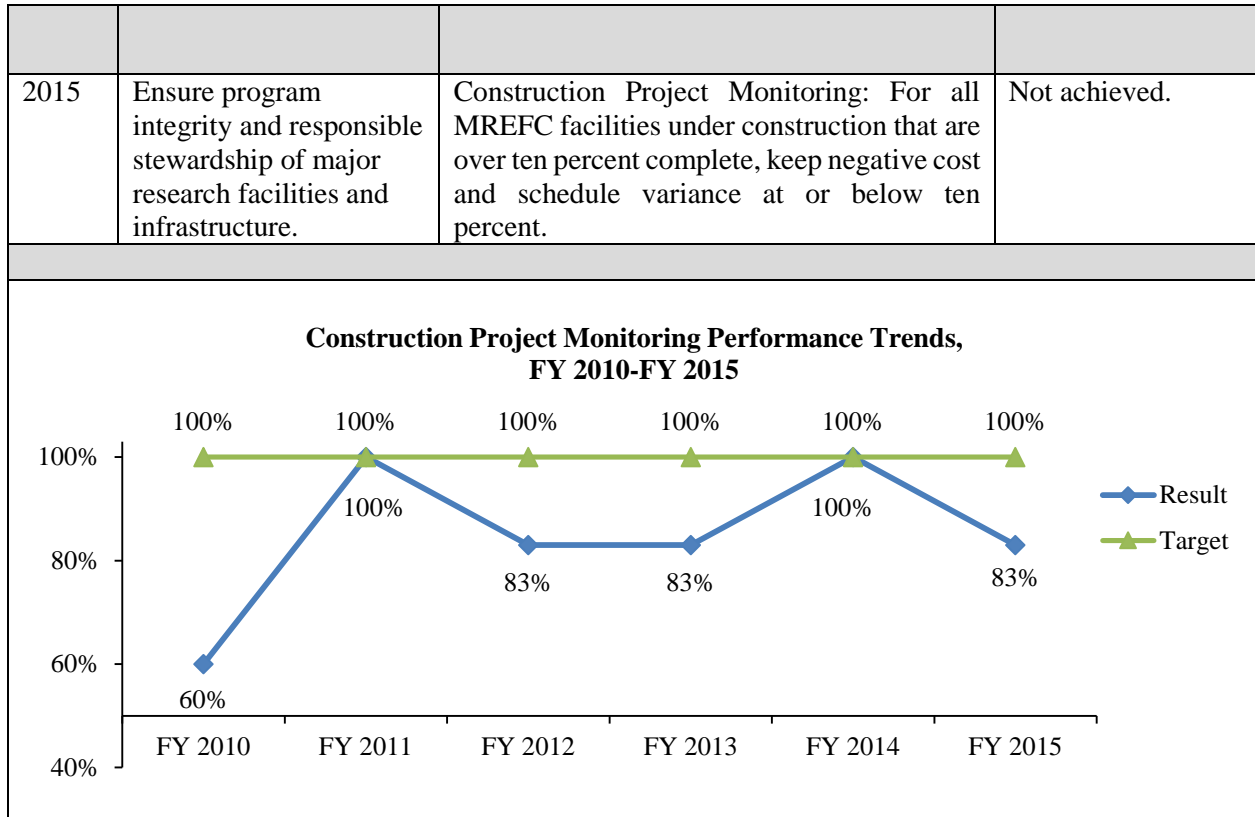 2015
Ensure program
integrity and responsible
stewardship of major
research facilities and
infrastructure.
Construction Project Monitoring: For all
MREFC facilities under construction that are
over ten percent complete, keep negative cost
and schedule variance at or below ten
percent.
Not achieved.
Construction Project Monitoring Performance Trends,
FY 2010-FY 2015
100% 100% 100% 100% 100% 100%
100%
80%
60%
40%
60%
100%
83%
83%
100%
83%
Result
Target
FY 2010 FY 2011 FY 2012 FY 2013 FY 2014 FY 2015